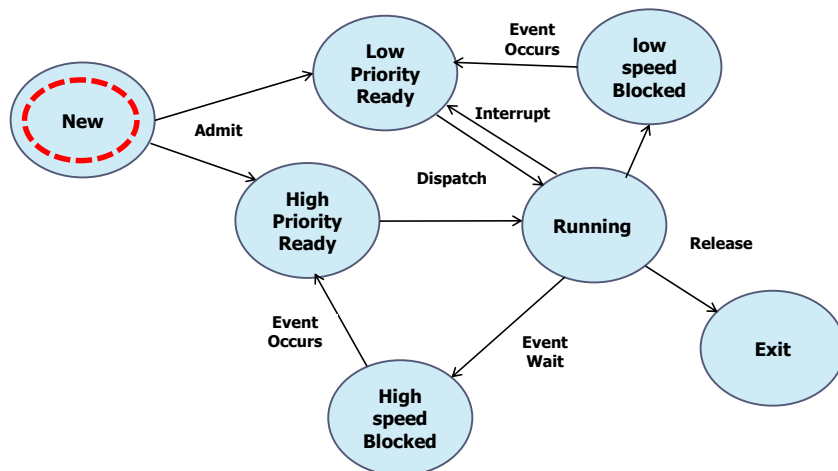 Event
Occurs
Low
Priority
Ready
low
speed
Blocked
New
Admit
Interrupt
Dispatch
High
Priority
Ready
Running
Release
Event
Occurs
Event
Wait
Exit
High
speed
Blocked